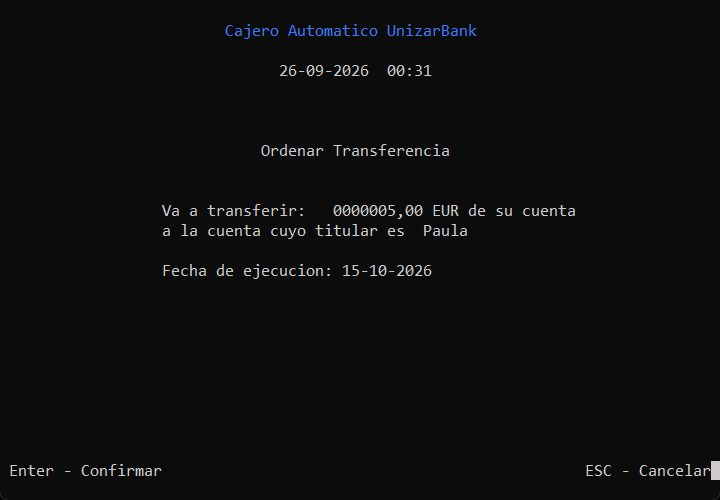 Cajero Automatico UnizarBank
26-09-2026 00:31
Ordenar Transferencia
Va a transferir: 0000005,00 EUR de su cuenta
a la cuenta cuyo titular es Paula
Fecha de ejecucion: 15-10-2026
Enter - Confirmar ESC - Cancelar